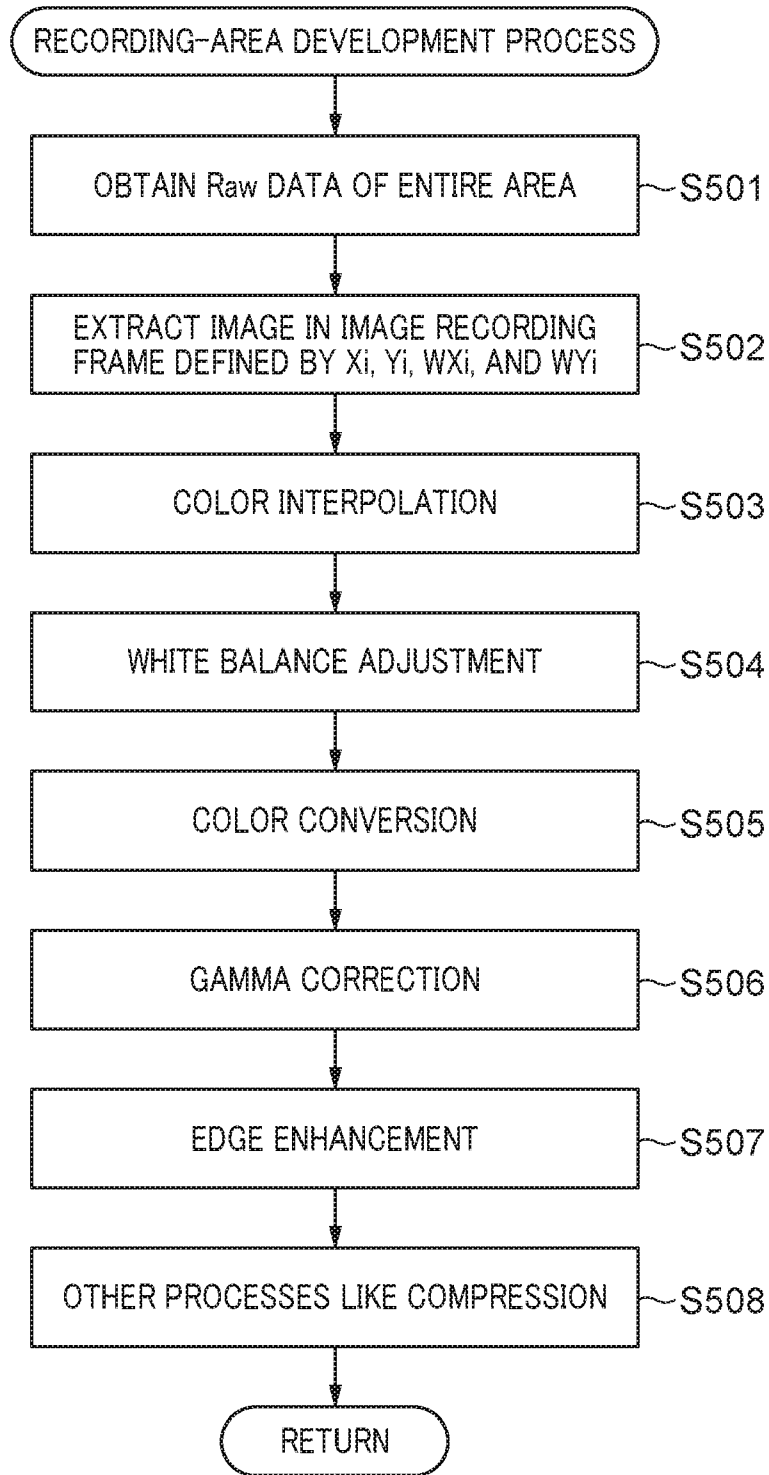 RECORDING-AREA DEVELOPMENT PROCESS
OBTAIN Raw DATA OF ENTIRE AREA
S501
EXTRACT IMAGE IN IMAGE RECORDING
FRAME DEFINED BY Xi, Yi, WXi, AND WYi
S502
COLOR INTERPOLATION
S503
WHITE BALANCE ADJUSTMENT
S504
COLOR CONVERSION
S505
GAMMA CORRECTION
S506
EDGE ENHANCEMENT
S507
OTHER PROCESSES LIKE COMPRESSION
S508
RETURN